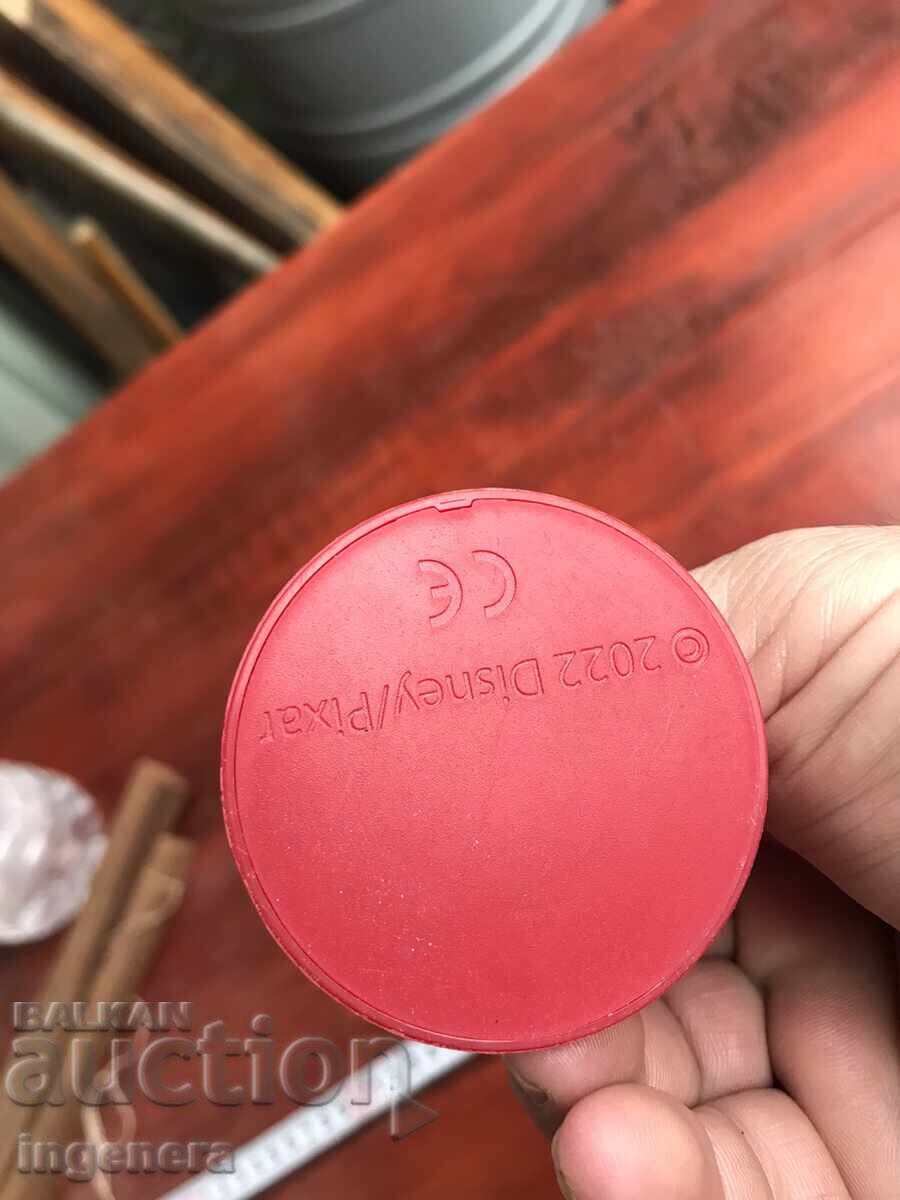 © 2022 Disney/Pixar
CE
BALKAN
auction
ingenera